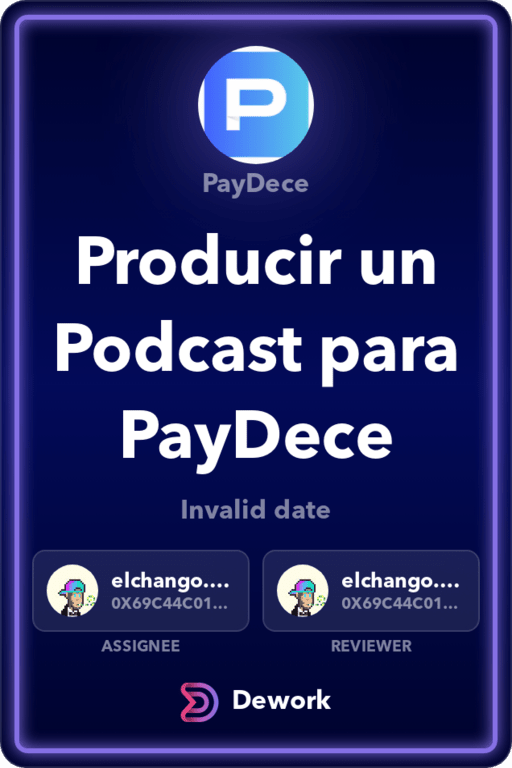 PayDece
Producir un
Podcast para
PayDece
Invalid date
elchango....
0X69C44C01...
ASSIGNEE
elchango....
0X69C44C01...
REVIEWER
Dework